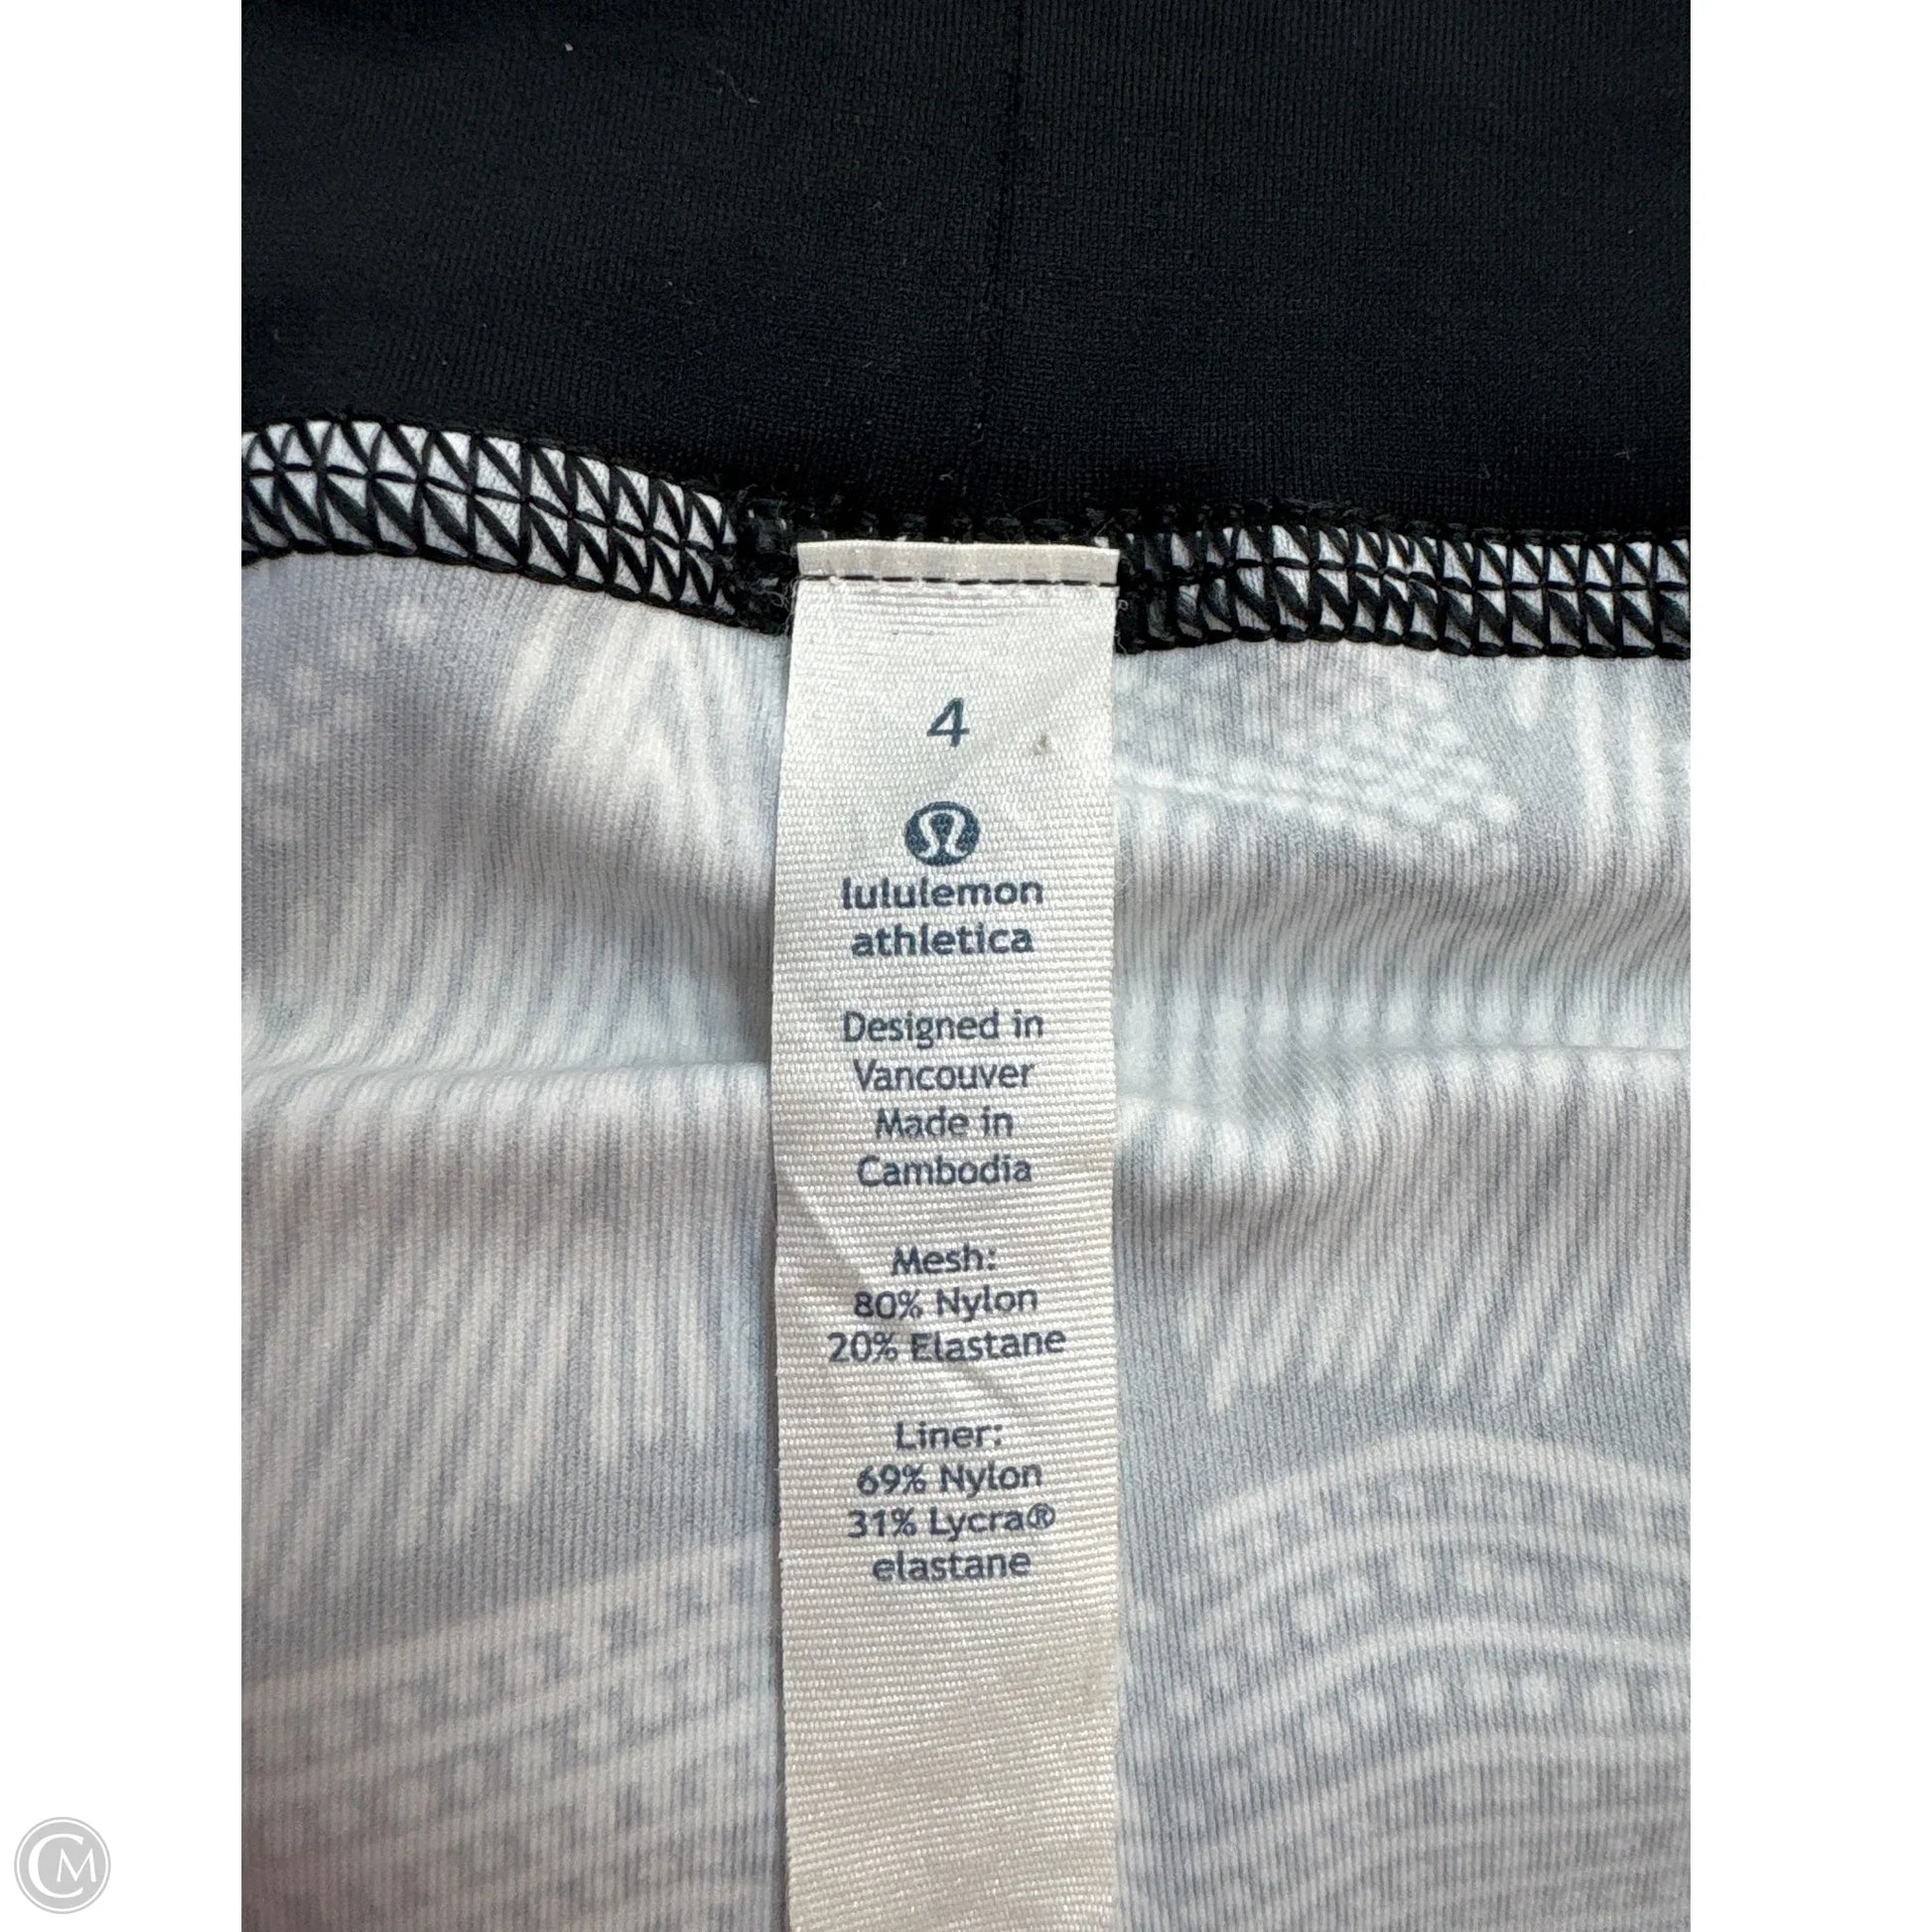 4
lululemon
athletica
Designed in
Vancouver
Made in
Cambodia
Mesh:
80% Nylon
20% Elastane
Liner:
69% Nylon
31% Lycra®
elastane
CM